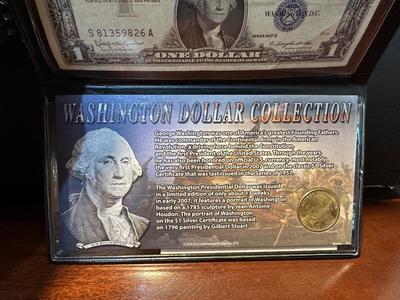 WASHINGTON, D.C.
S 81359826 A
ONE DOLLAR
WASHINGTON DOLLAR COLLECTION
George Washington was one of America's greatest Founding Fathers.
He was commander of the Continental Army in the American
Revolution, a driving force behind the Constitution,
and the first President of the United States. Through the years,
he has also been honored on official U.S. currency-most notably
the very first Presidential Dollar in 2007 and on the classic $1 Silver
Certificate that was last issued in the Series of 1957.
The Washington Presidential Dollar was issued
in a limited edition of only about 13 weeks
in early 2007; it features a portrait of Washington
based on a 1785 sculpture by Jean Antoine
Houdon. The portrait of Washington
on the $1 Silver Certificate was based
on 1796 painting by Gilbert Stuart